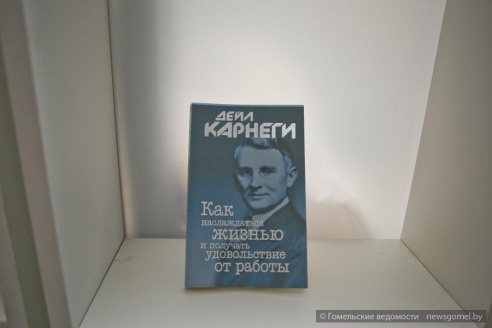 ДЕЙЛ
КАРНЕГИ
Как
наслаждаться
жизнью
и получать
удовольствие
от работы
© Гомельские ведомости newsgomel.by